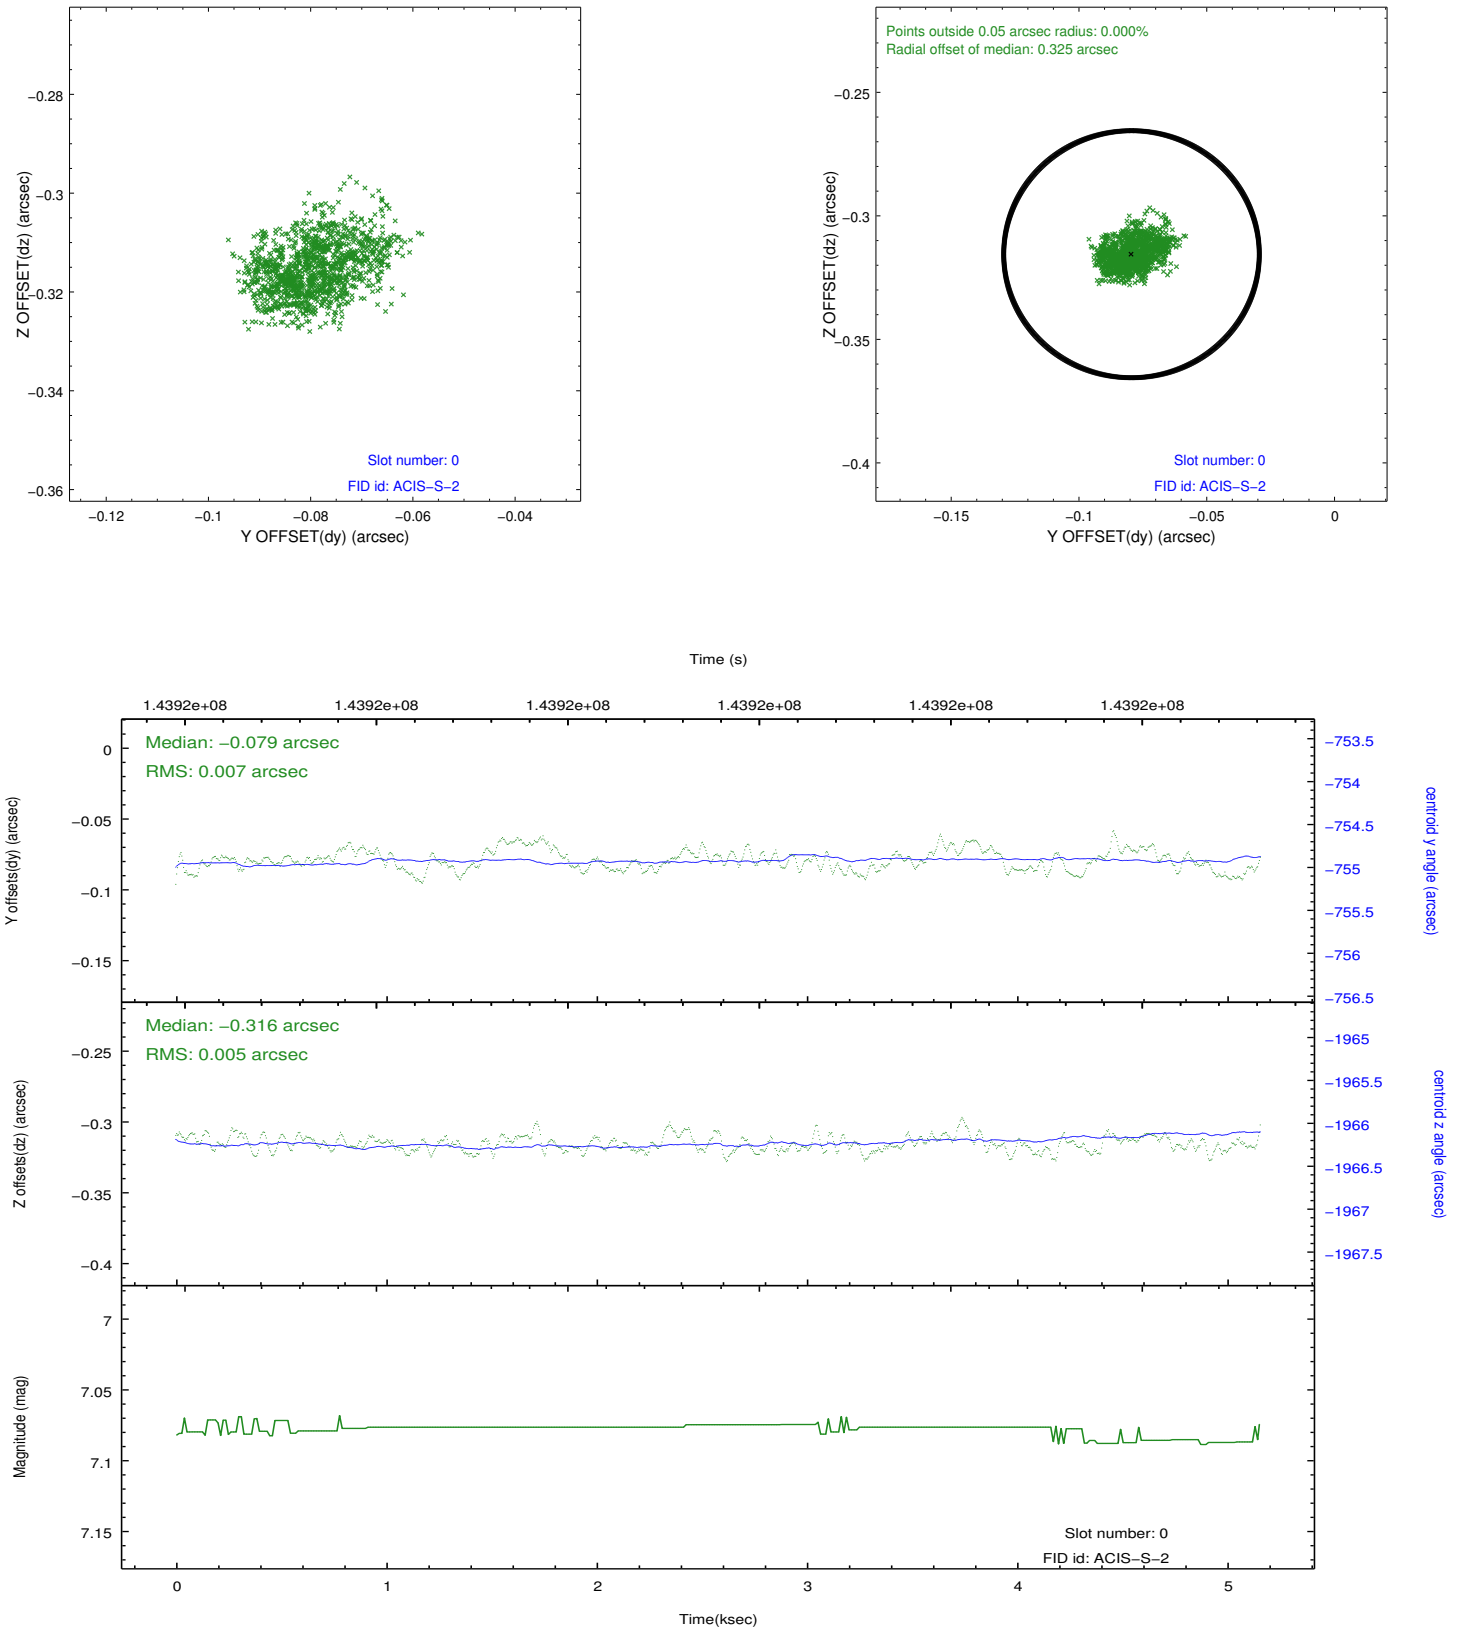 −0.28
−0.3
−0.32
−0.34
−0.36
Z OFFSET(dz) (arcsec)
Slot number: 0
FID id: ACIS−S−2
−0.12 −0.1 −0.08 −0.06 −0.04
Y OFFSET(dy) (arcsec)
Points outside 0.05 arcsec radius: 0.000%
Radial offset of median: 0.325 arcsec
−0.25
−0.3
−0.35
−0.4
Z OFFSET(dz) (arcsec)
Slot number: 0
FID id: ACIS−S−2
−0.15 −0.1 −0.05 0
Y OFFSET(dy) (arcsec)
Time (s)
1.4392e+08 1.4392e+08 1.4392e+08 1.4392e+08 1.4392e+08 1.4392e+08
Median: −0.079 arcsec
RMS: 0.007 arcsec
0
−0.05
−0.1
−0.15
Y offsets(dy) (arcsec)
−753.5
−754
−754.5
−755
−755.5
−756
−756.5
centroid y angle (arcsec)
Median: −0.316 arcsec
RMS: 0.005 arcsec
−0.25
−0.3
−0.35
−0.4
Z offsets(dz) (arcsec)
−1965
−1965.5
−1966
−1966.5
−1967
−1967.5
centroid z angle (arcsec)
7
7.05
7.1
7.15
Magnitude (mag)
Slot number: 0
FID id: ACIS−S−2
0 1 2 3 4 5
Time(ksec)